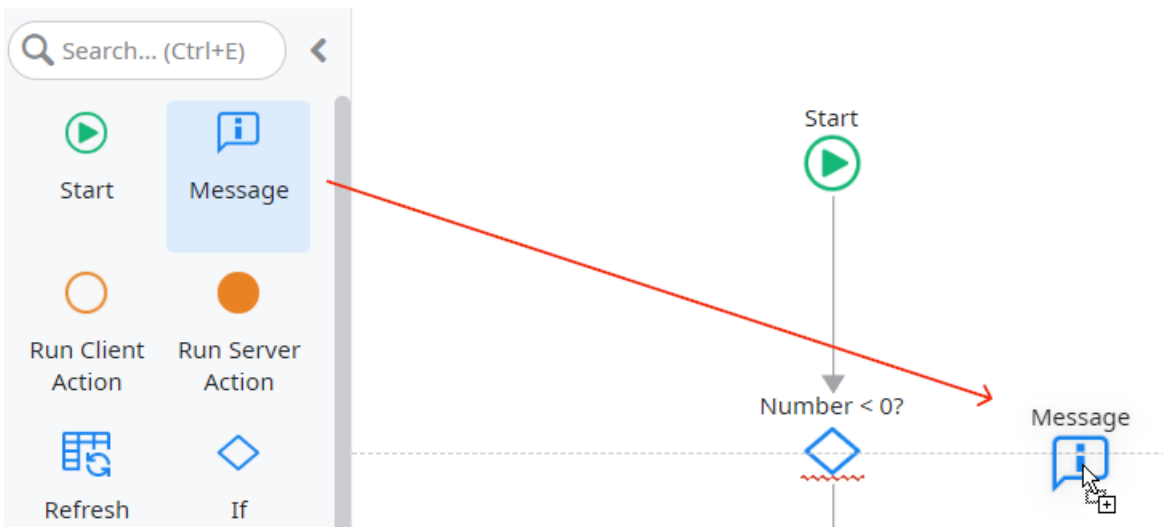 Search... (Ctrl+E)
Start
Message
Run Client
Action
Run Server
Action
Refresh
If
Start
Number < 0?
Message